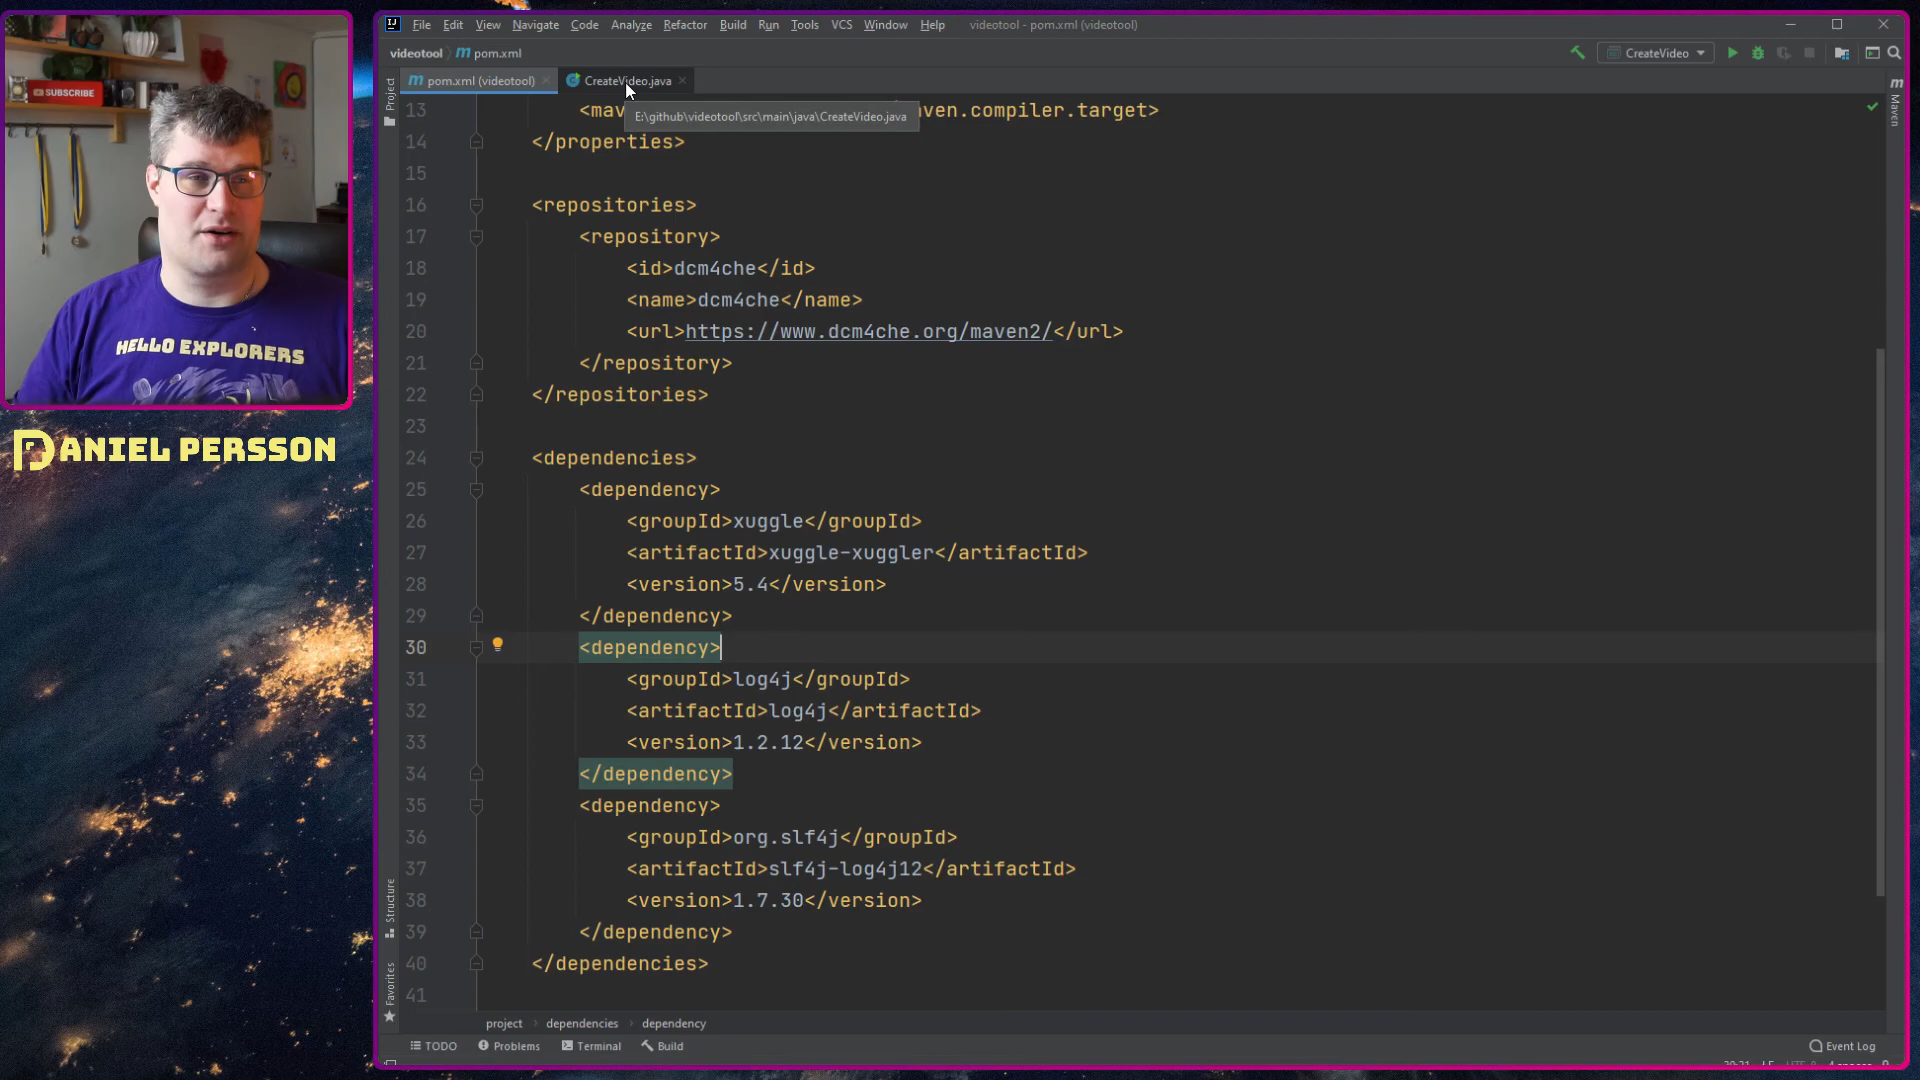 File Edit View Navigate Code Analyze Refactor Build Run Tools VCS Window Help videotool - pom.xml (videotool)
videotool pom.xml CreateVideo
pom.xml (videotool) CreateVideo.java
E:\github\videotool\src\main\java\CreateVideo.java
Project
Maven
SUBSCRIBE
HELLO EXPLORERS
DANIEL PERSSON
13 <mav aven.compiler.target>
14 </properties>
15
16 <repositories>
17 <repository>
18 <id>dcm4che</id>
19 <name>dcm4che</name>
20 <url>https://www.dcm4che.org/maven2/</url>
21 </repository>
22 </repositories>
23
24 <dependencies>
25 <dependency>
26 <groupId>xuggle</groupId>
27 <artifactId>xuggle-xuggler</artifactId>
28 <version>5.4</version>
29 </dependency>
30 <dependency>
31 <groupId>log4j</groupId>
32 <artifactId>log4j</artifactId>
33 <version>1.2.12</version>
34 </dependency>
35 <dependency>
36 <groupId>org.slf4j</groupId>
37 <artifactId>slf4j-log4j12</artifactId>
38 <version>1.7.30</version>
39 </dependency>
40 </dependencies>
41
Structure
Favorites
project dependencies dependency
TODO Problems Terminal Build Event Log